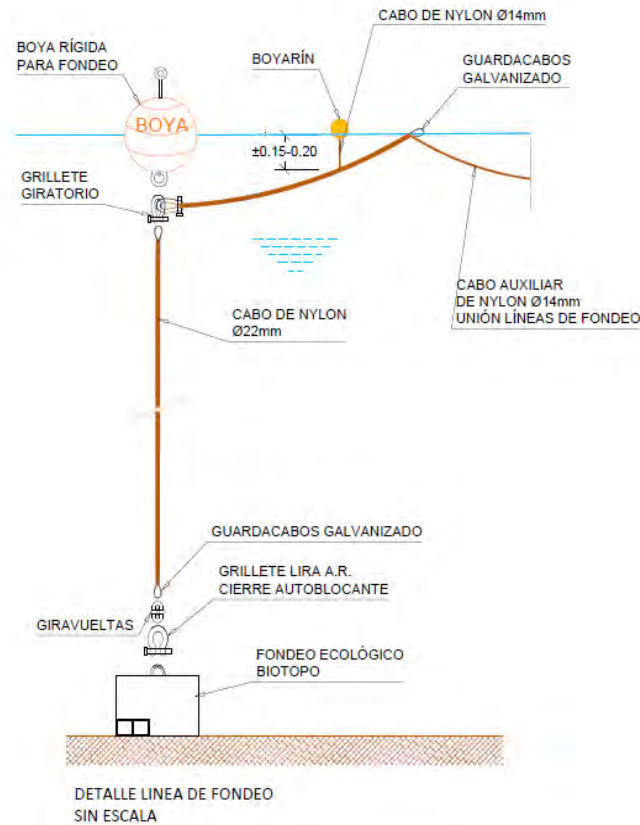 CABO DE NYLON Ø14mm
BOYA RÍGIDA
PARA FONDEO
BOYARÍN
GUARDACABOS
GALVANIZADO
BOYA
±0.15-0.20
GRILLETE
GIRATORIO
CABO AUXILIAR
DE NYLON Ø14mm
UNIÓN LÍNEAS DE FONDEO
CABO DE NYLON
Ø22mm
GUARDACABOS GALVANIZADO
GRILLETE LIRA A.R.
CIERRE AUTOBLOCANTE
GIRAVUELTAS
FONDEO ECOLÓGICO
BIOTOPO
DETALLE LINEA DE FONDEO
SIN ESCALA